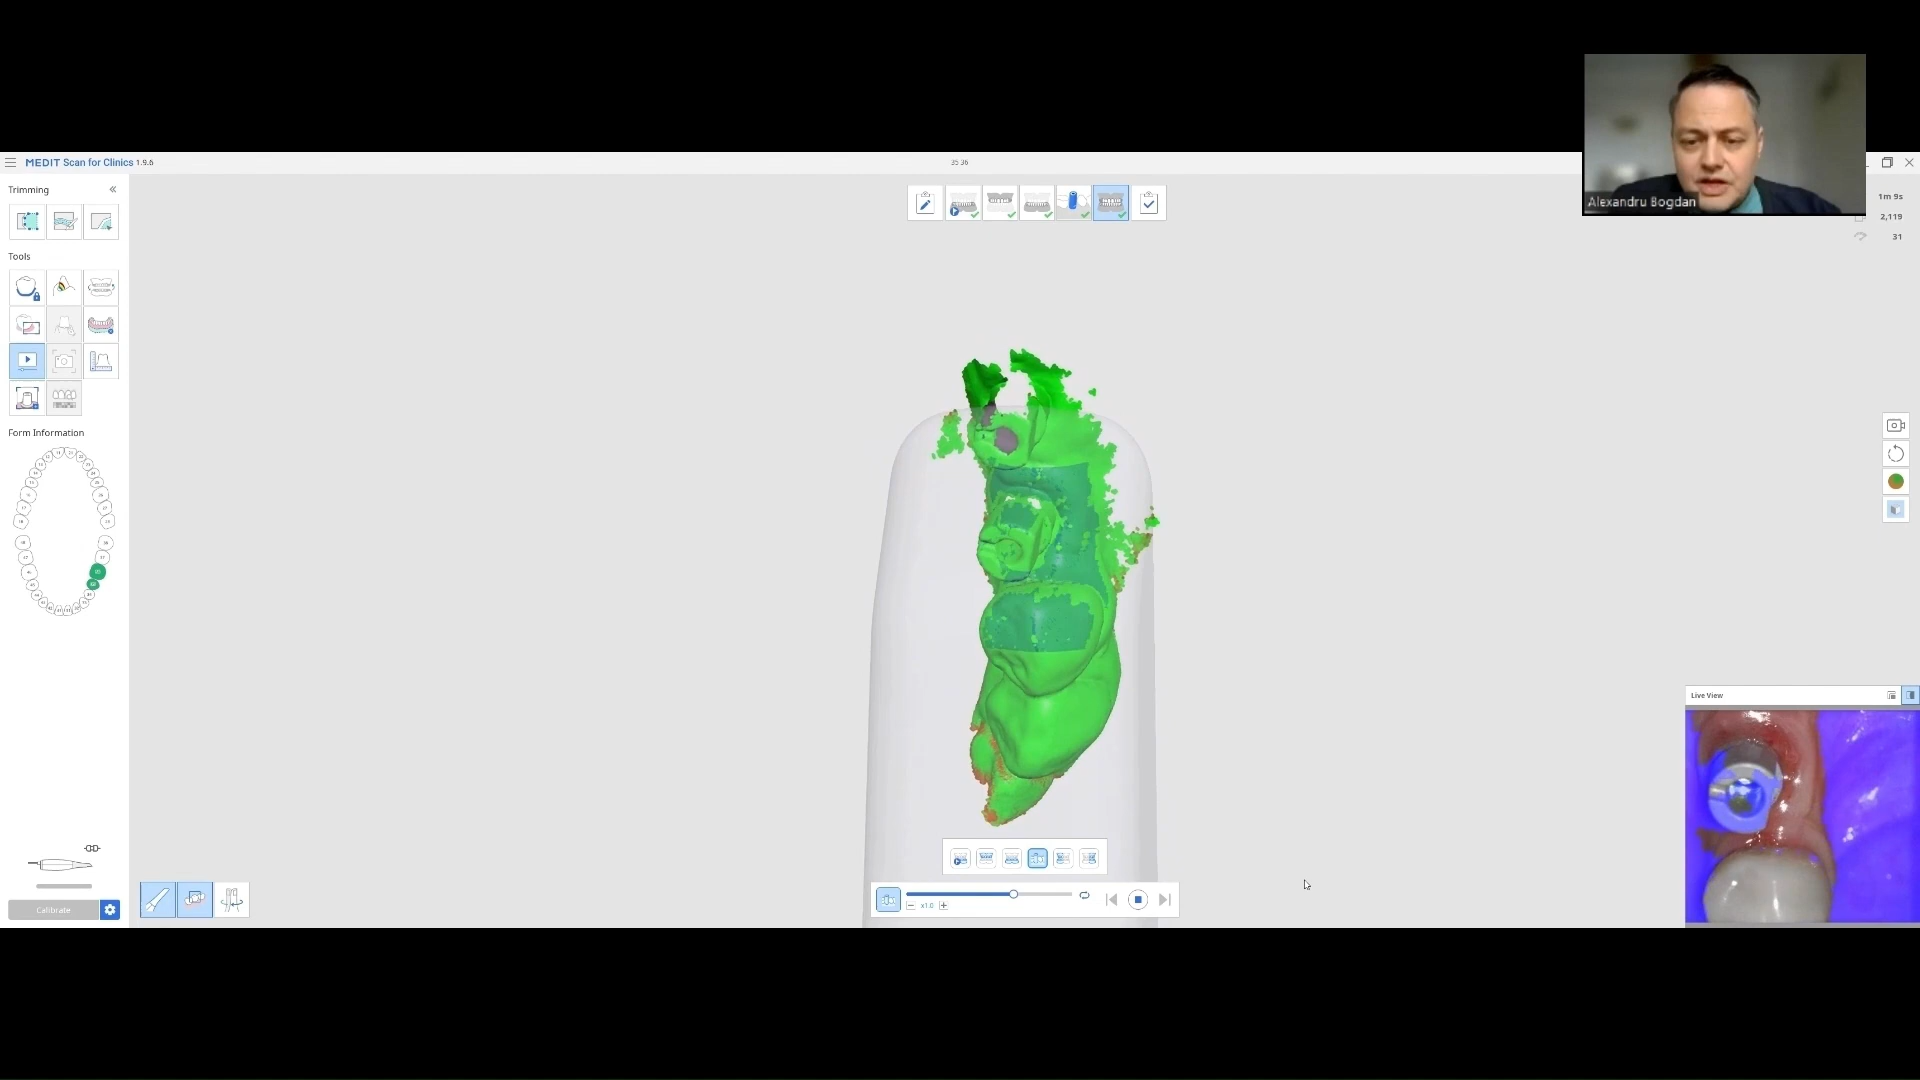 MEDIT Scan for Clinics 1.9.6
35 36
Alexandru Bogdan
Trimming
1m 9s
2,119
31
Tools
Form Information
Live View
x1.0
Calibrate